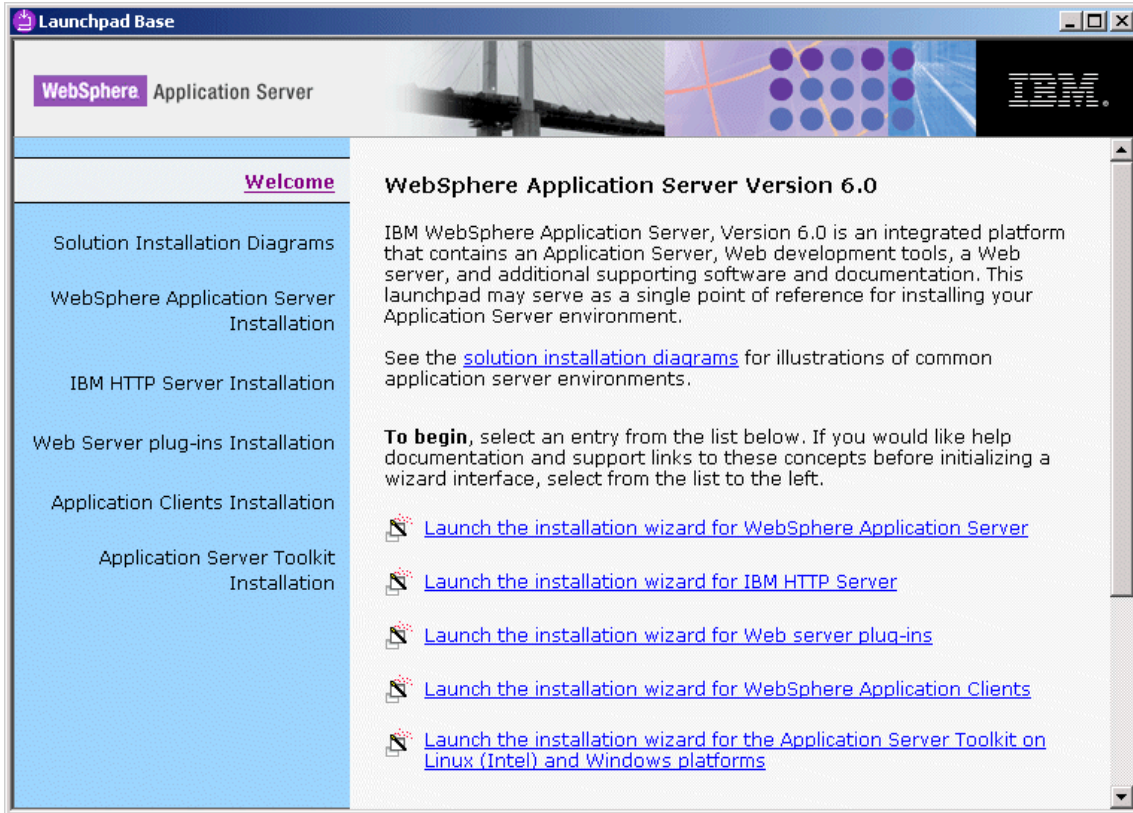 Launchpad Base
WebSphere. Application Server
IBM.
Welcome
Solution Installation Diagrams
WebSphere Application Server
Installation
IBM HTTP Server Installation
Web Server plug-ins Installation
Application Clients Installation
Application Server Toolkit
Installation
WebSphere Application Server Version 6.0
IBM WebSphere Application Server, Version 6.0 is an integrated platform
that contains an Application Server, Web development tools, a Web
server, and additional supporting software and documentation. This
launchpad may serve as a single point of reference for installing your
Application Server environment.
See the solution installation diagrams for illustrations of common
application server environments.
To begin, select an entry from the list below. If you would like help
documentation and support links to these concepts before initializing a
wizard interface, select from the list to the left.
Launch the installation wizard for WebSphere Application Server
Launch the installation wizard for IBM HTTP Server
Launch the installation wizard for Web server plug-ins
Launch the installation wizard for WebSphere Application Clients
Launch the installation wizard for the Application Server Toolkit on
Linux (Intel) and Windows platforms